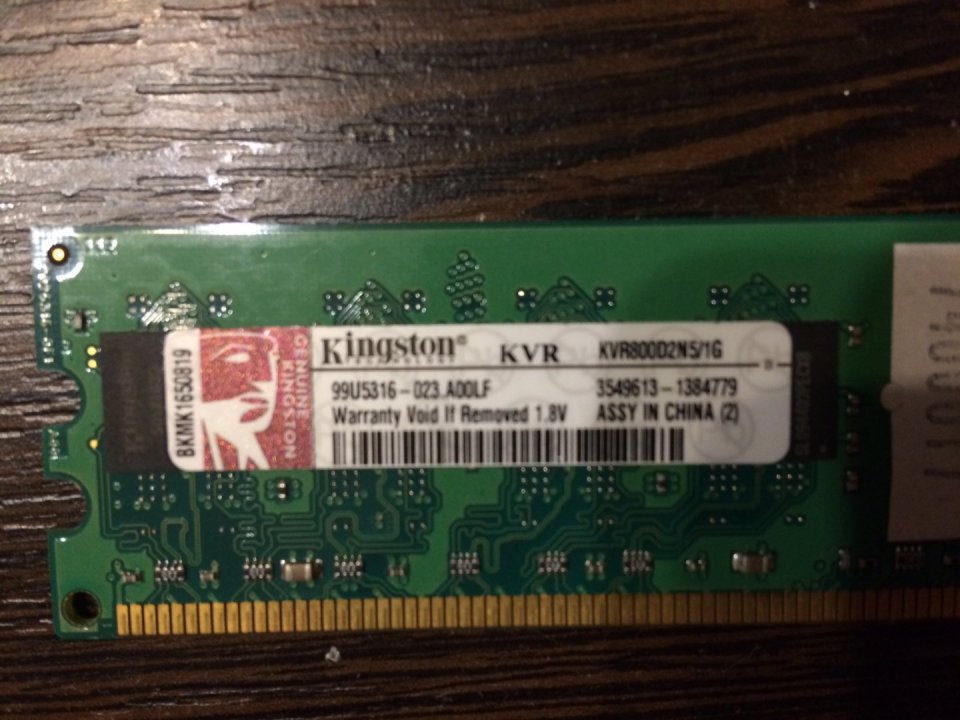 Kingston® KVR KVR800D2N5/1G
99U5316-023.A00LF 3549613-1384779
Warranty Void If Removed 1.8V ASSY IN CHINA (2)
BKMK1650819
GENUINE
KINGSTON